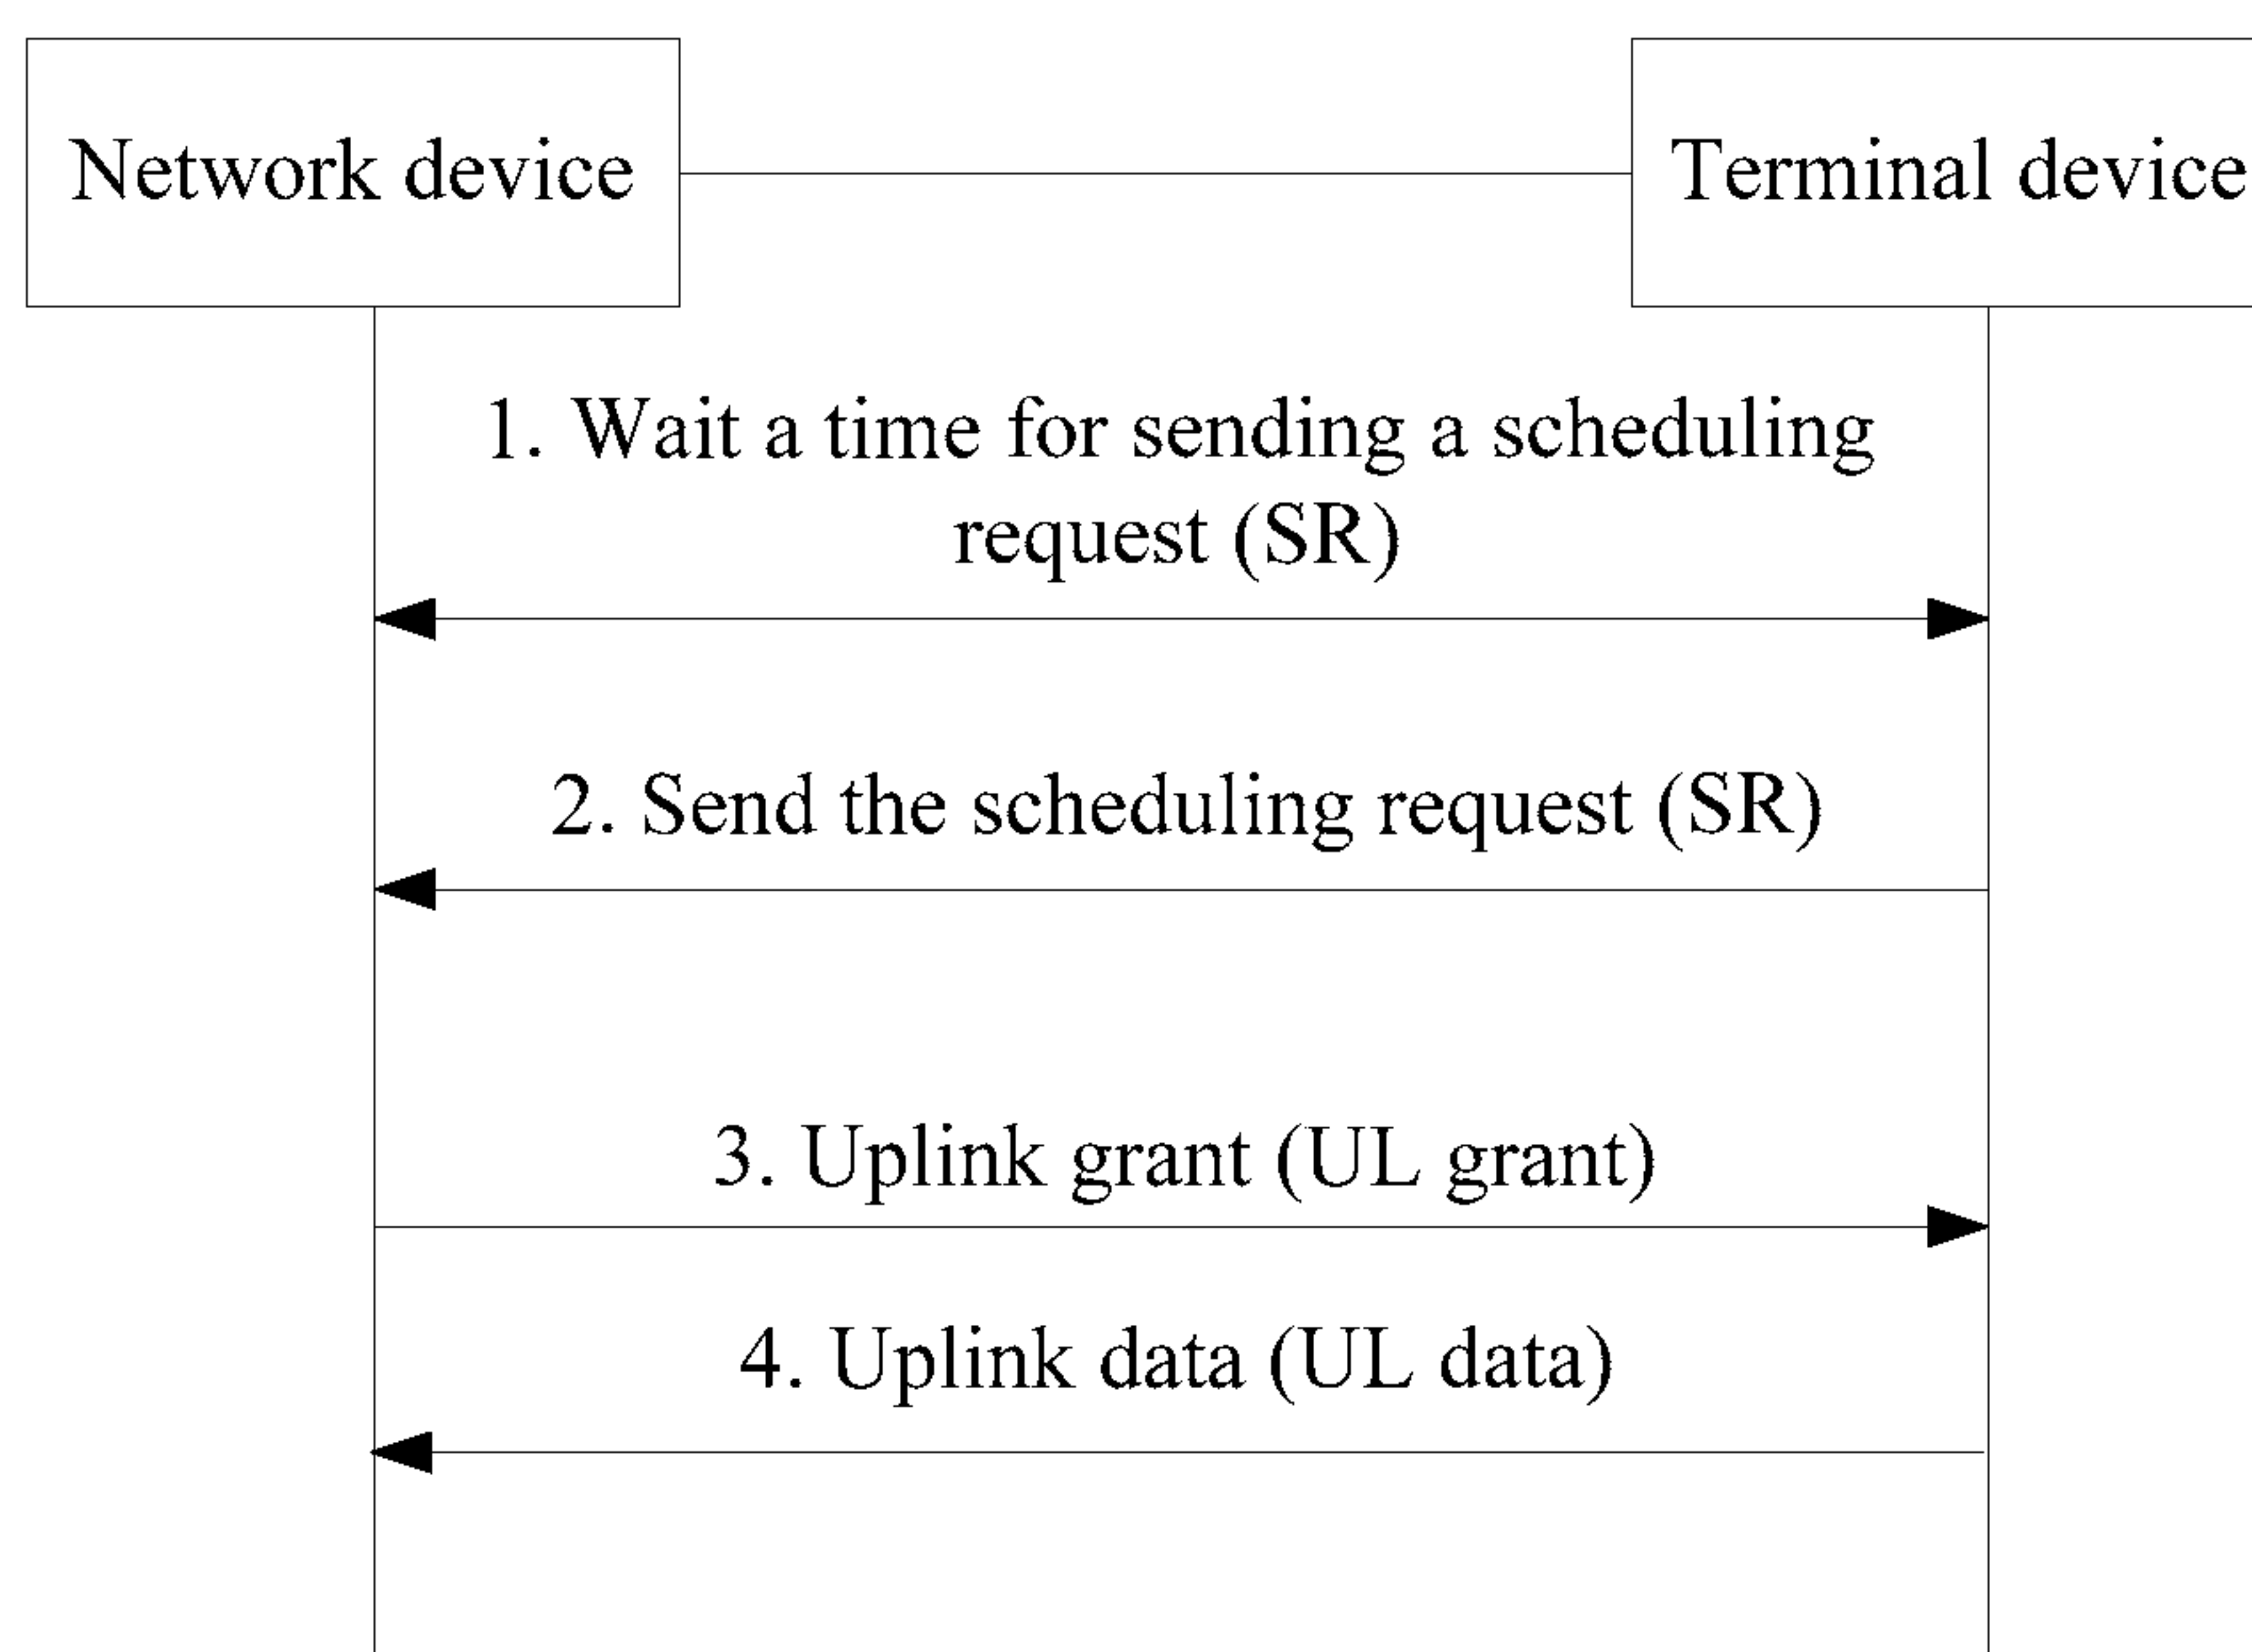 Network device
Terminal device
1. Wait a time for sending a scheduling
request (SR)
2. Send the scheduling request (SR)
3. Uplink grant (UL grant)
4. Uplink data (UL data)